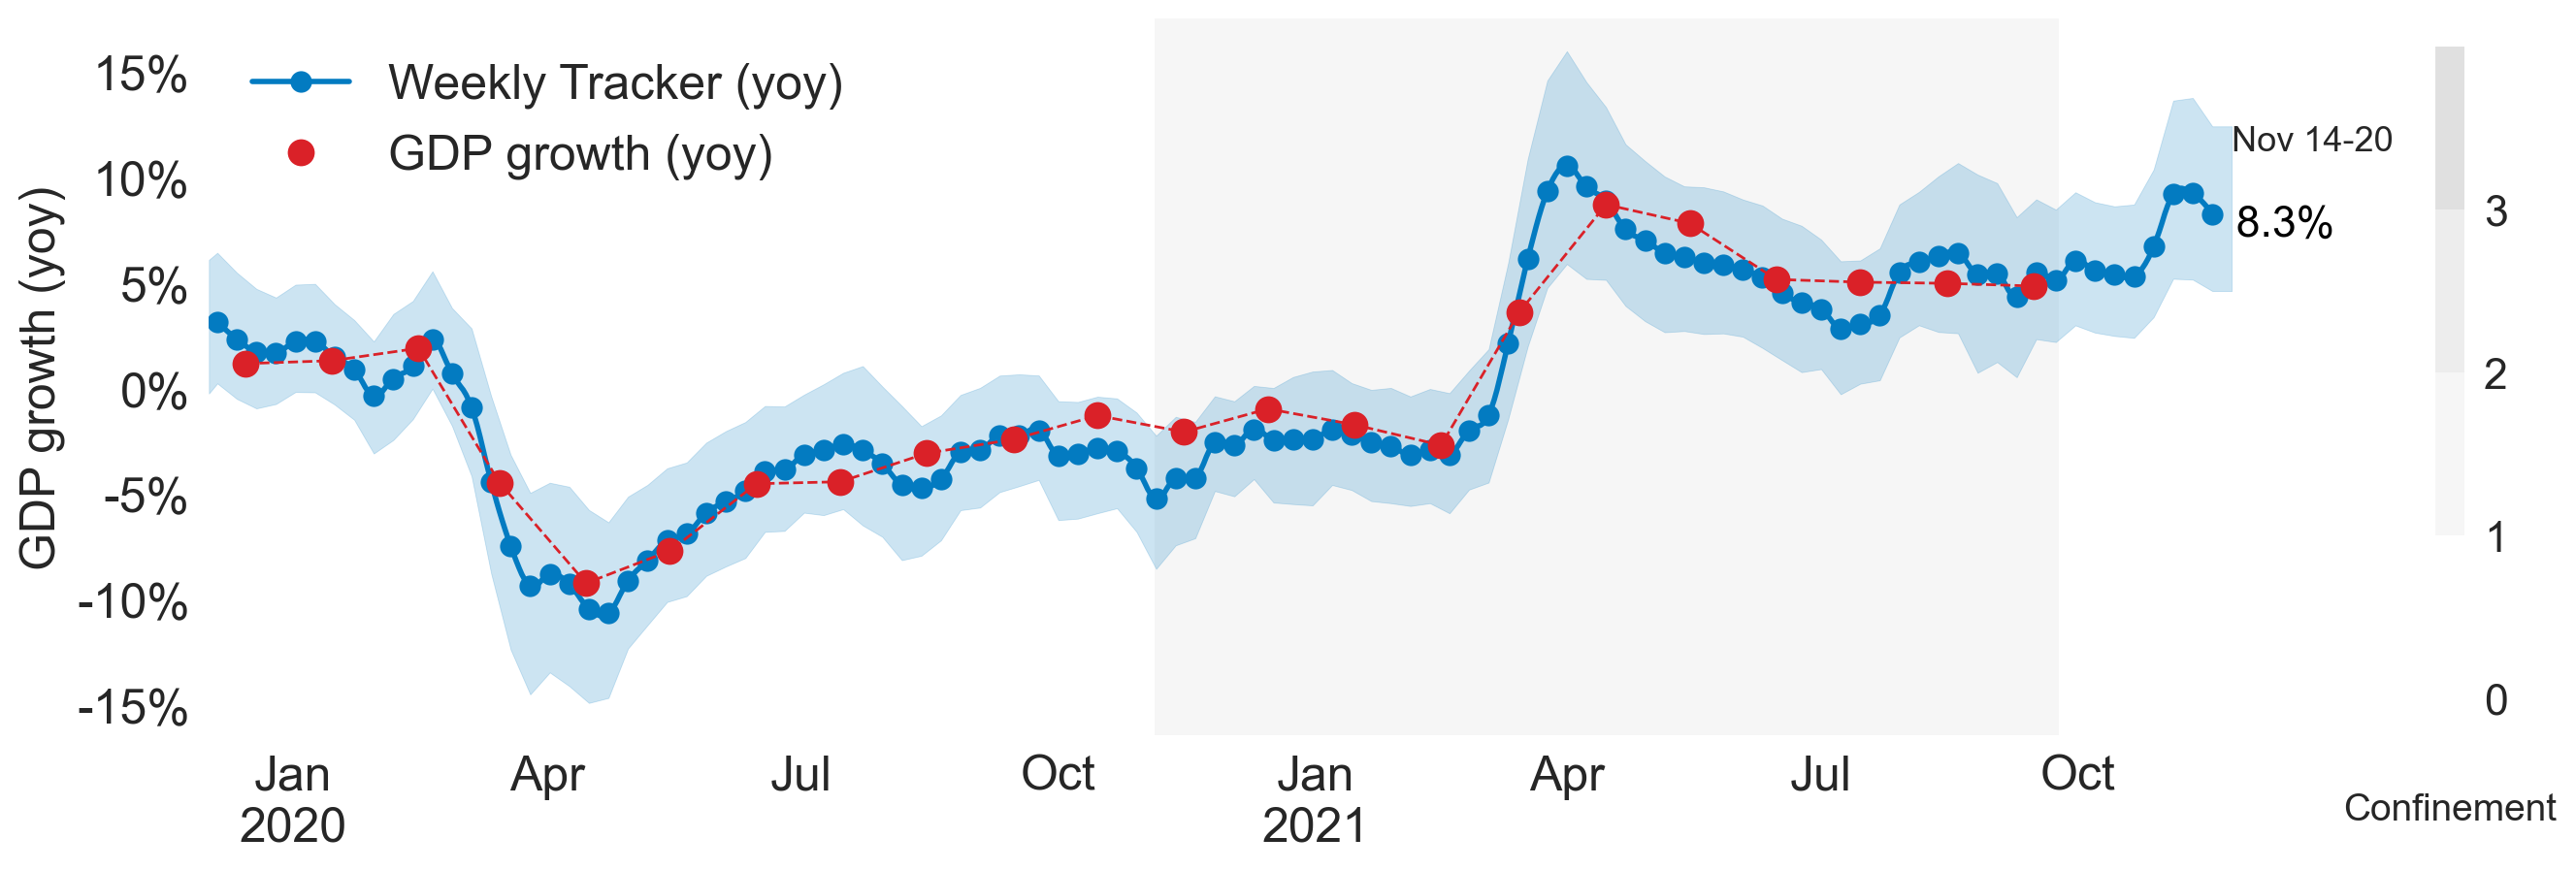 GDP growth (yoy)
15%
10%
5%
0%
-5%
-10%
-15%
Weekly Tracker (yoy)
GDP growth (yoy)
Nov 14-20
8.3%
3
2
1
0
Jan
2020
Apr
Jul
Oct
Jan
2021
Apr
Jul
Oct
Confinement